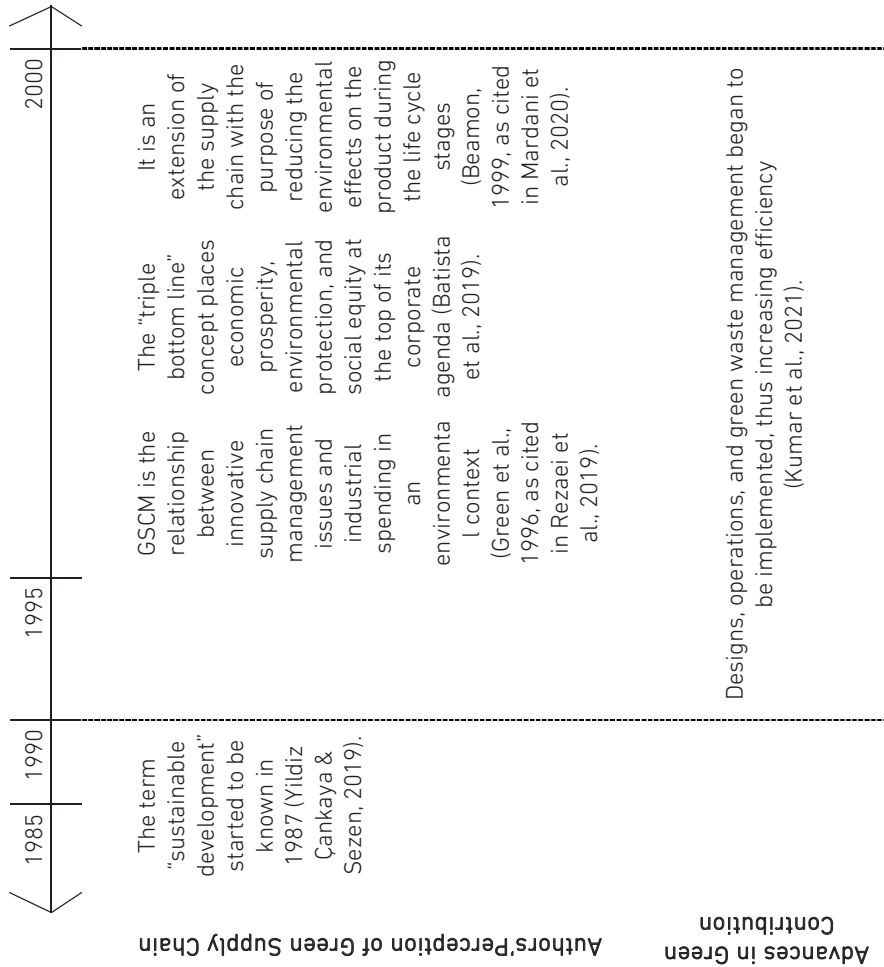 1985
1990
1995
2000
Authors'Perception of Green Supply Chain
The term
"sustainable
development"
started to be
known in
1987 (Yildiz
Çankaya &
Sezen, 2019).
GSCM is the
relationship
between
innovative
supply chain
management
issues and
industrial
spending in
an
environmenta
l context
(Green et al.,
1996, as cited
in Rezaei et
al., 2019).
The "triple
bottom line"
concept places
economic
prosperity,
environmental
protection, and
social equity at
the top of its
corporate
agenda (Batista
et al., 2019).
It is an
extension of
the supply
chain with the
purpose of
reducing the
environmental
effects on the
product during
the life cycle
stages
(Beamon,
1999, as cited
in Mardani et
al., 2020).
Advances in Green
Contribution
Designs, operations, and green waste management began to
be implemented, thus increasing efficiency
(Kumar et al., 2021).